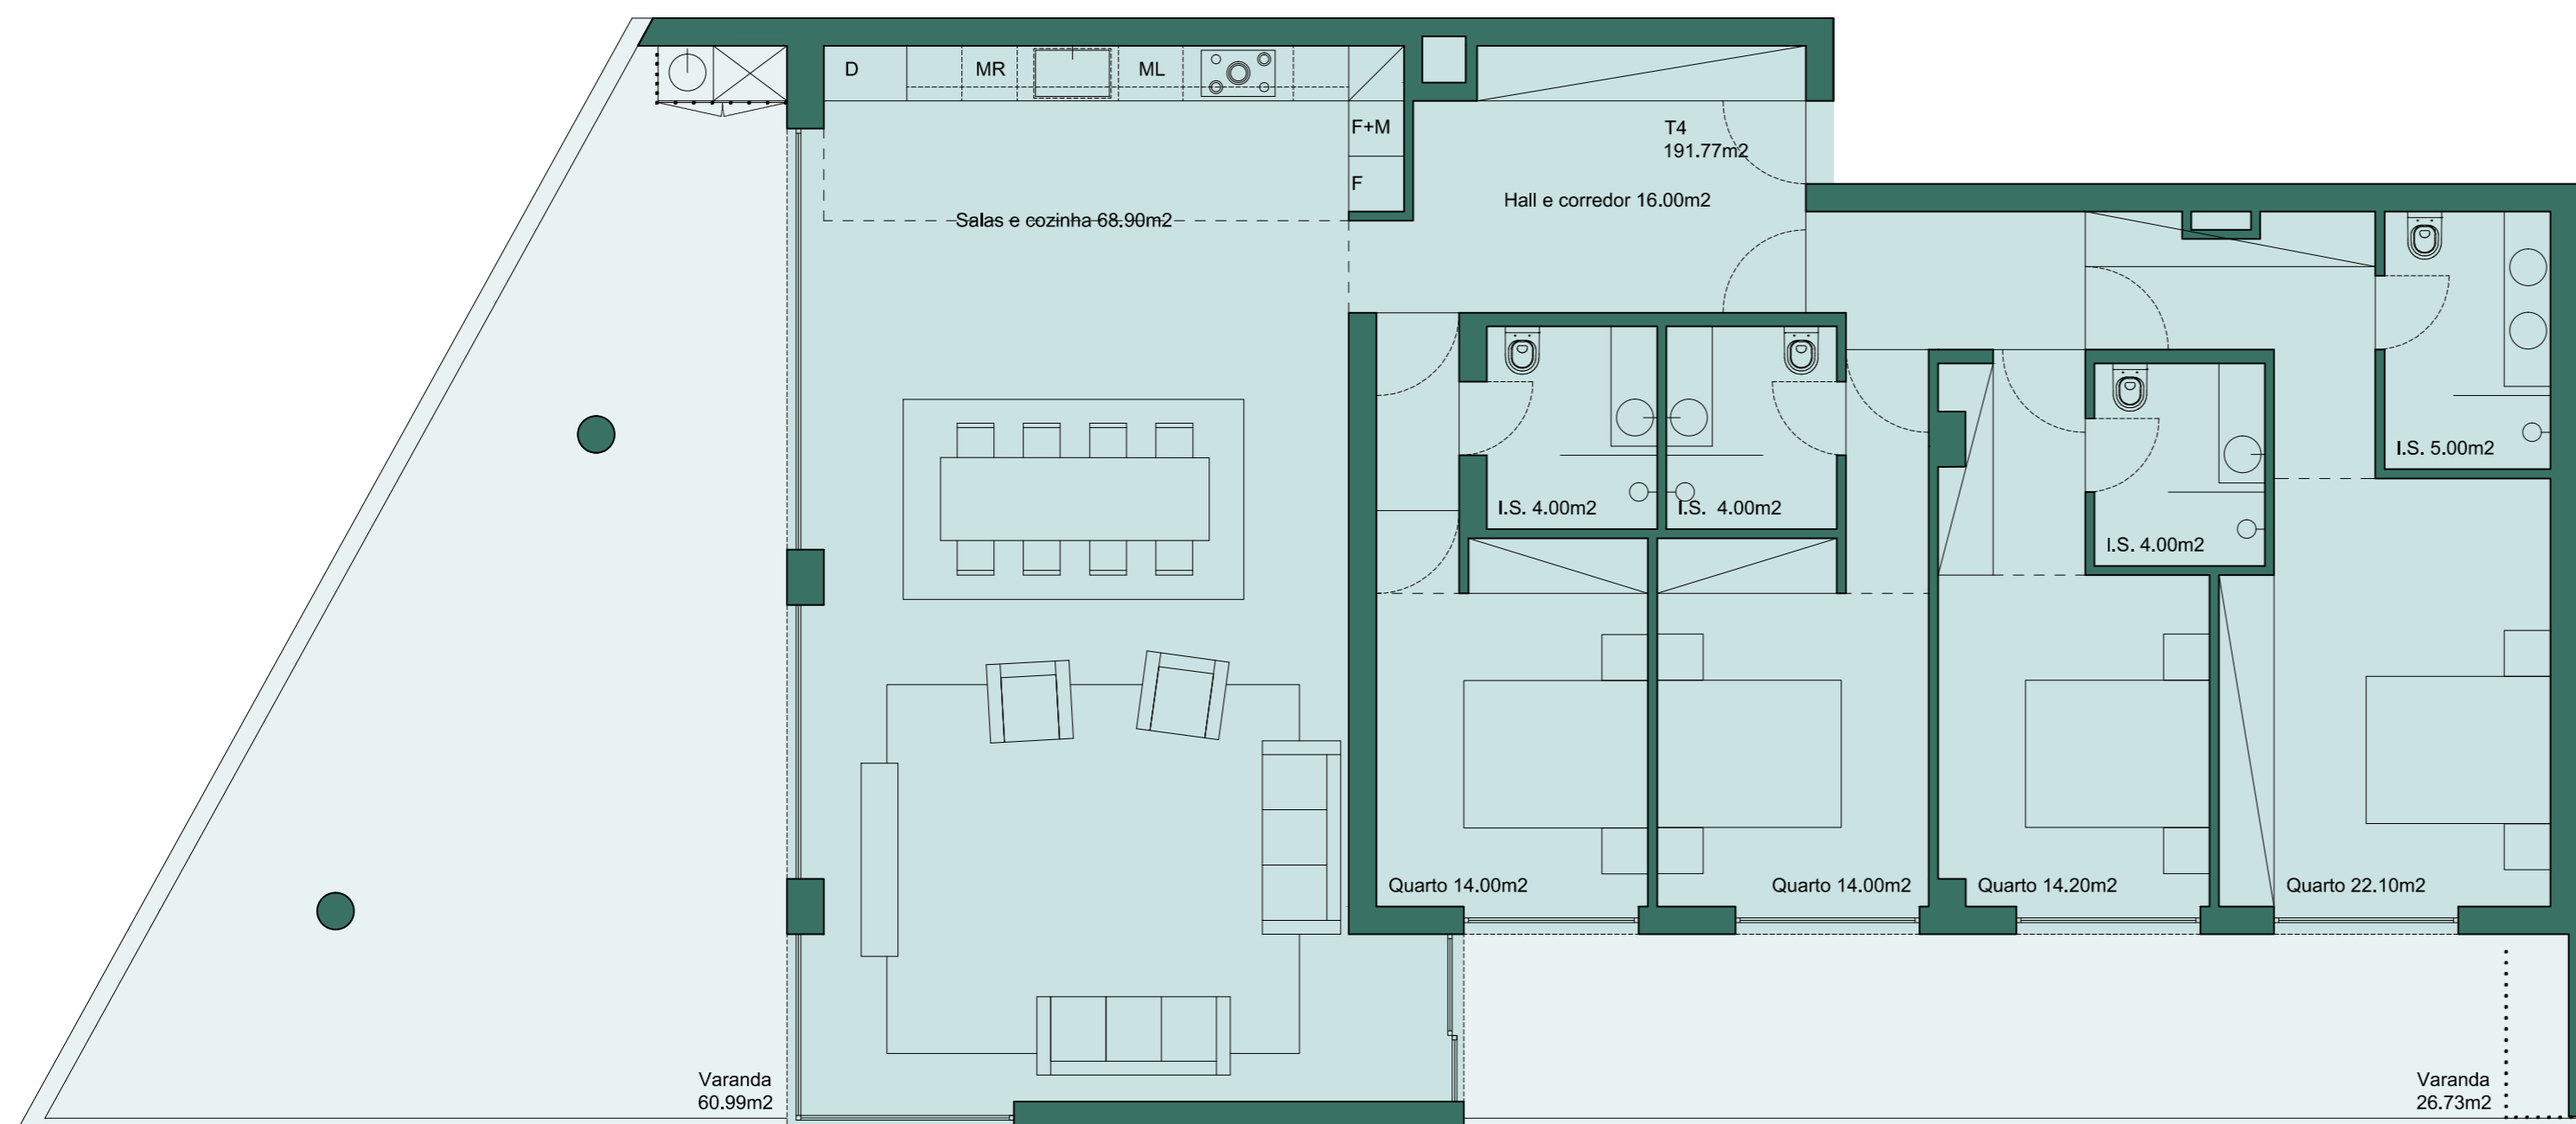 D
MR
ML
F+M
F
T4
191.77m2
Hall e corredor 16.00m2
Salas e cozinha 68.90m2
I.S. 5.00m2
I.S. 4.00m2
I.S. 4.00m2
I.S. 4.00m2
Quarto 14.00m2
Quarto 14.00m2
Quarto 14.20m2
Quarto 22.10m2
Varanda
60.99m2
Varanda
26.73m2